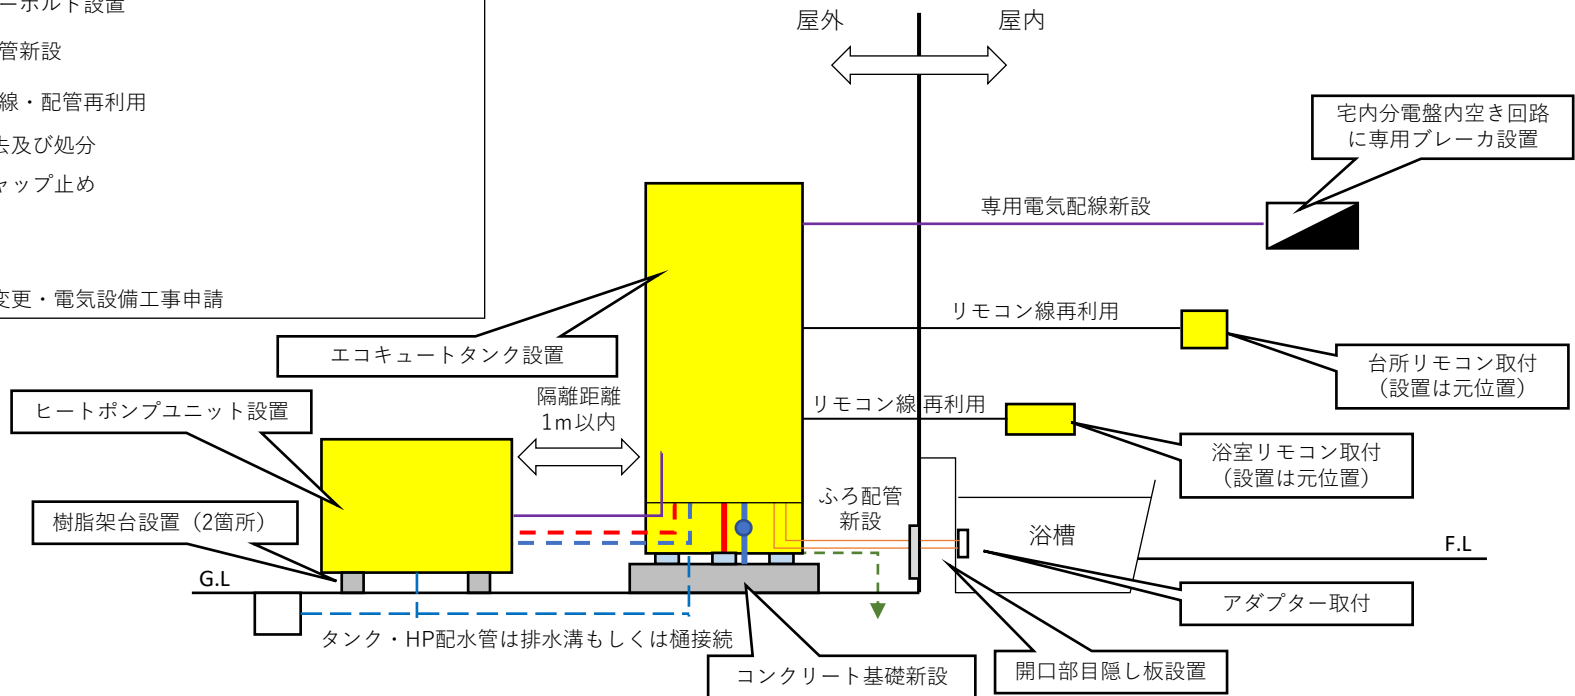 ーボルト設置
管新設
線・配管再利用
去及び処分
ャップ止め
変更・電気設備工事申請
屋外
屋内
宅内分電盤内空き回路
に専用ブレーカ設置
専用電気配線新設
リモコン線再利用
エコキュートタンク設置
台所リモコン取付
（設置は元位置）
ヒートポンプユニット設置
隔離距離
1m以内
リモコン線 再利用
浴室リモコン取付
（設置は元位置）
樹脂架台設置（2箇所）
ふろ配管
新設
浴槽
F.L
G.L
アダプター取付
タンク・HP配水管は排水溝もしくは樋接続
コンクリート基礎新設
開口部目隠し板設置